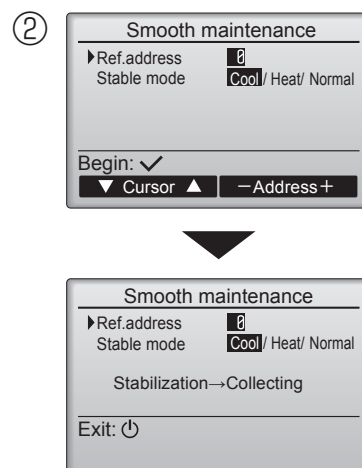 ②
Smooth maintenance
▶Ref.address 0
Stable mode Cool / Heat/ Normal
Begin: ✓
▼ Cursor ▲ −Address+
Smooth maintenance
▶Ref.address 0
Stable mode Cool / Heat/ Normal
Stabilization→Collecting
Exit: ⏻